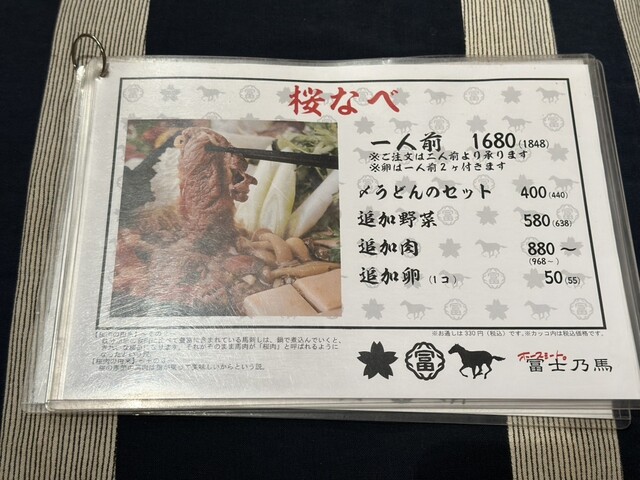 桜なべ
一人前 1680(1848)
※ご注文は二人前より承ります
※卵は一人前2ヶ付きます
〆うどんのセット 400(440)
追加野菜 580(638)
追加肉 880～
(968～)
追加卵 (1コ) 50(55)
※お通しは330円(税込)です。※カッコ内は税込価格です。
富
富士乃馬